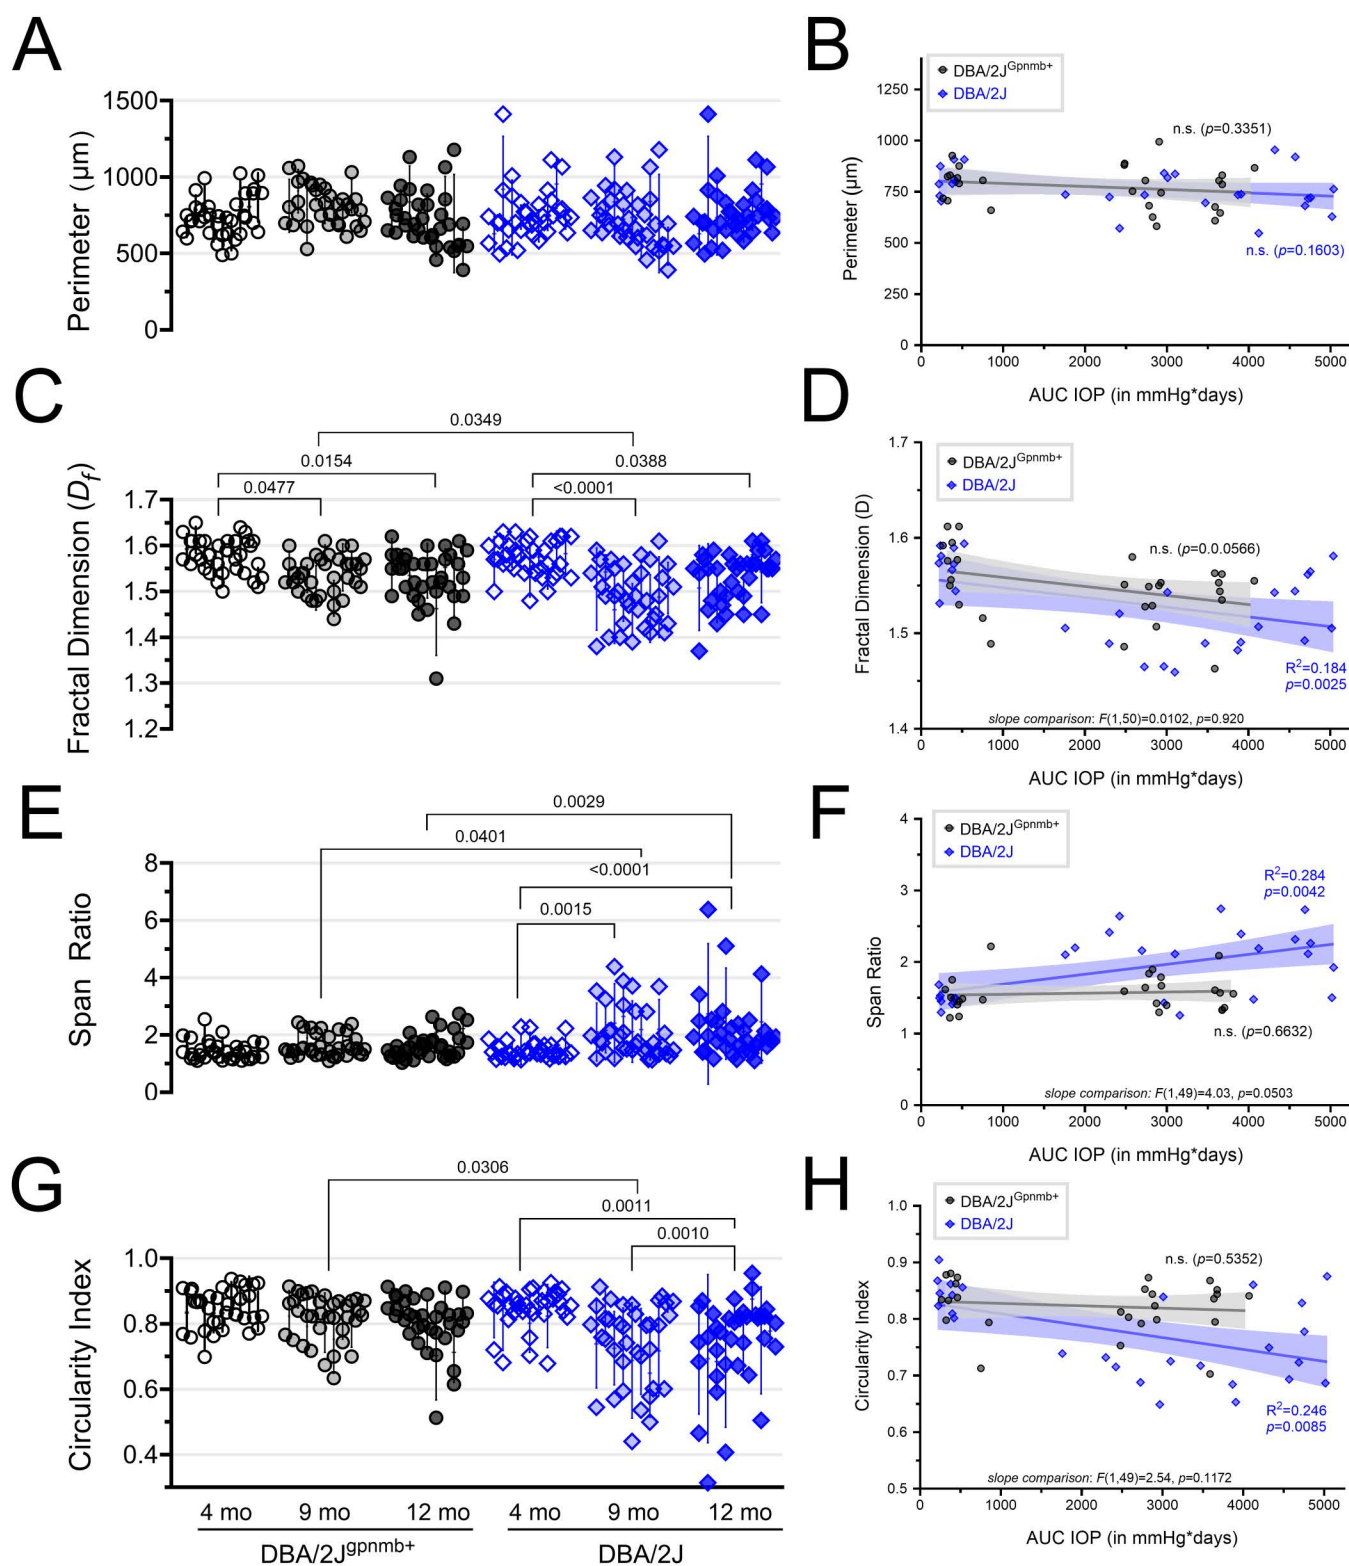 A
Perimeter (µm)
1500
1000
500
0
B
DBA/2J^Gpnmb+
DBA/2J
n.s. (p=0.3351)
n.s. (p=0.1603)
Perimeter (µm)
1250
1000
750
500
250
0
0 1000 2000 3000 4000 5000
AUC IOP (in mmHg*days)
C
0.0349
0.0154
0.0388
0.0477
<0.0001
Fractal Dimension (Df)
1.7
1.6
1.5
1.4
1.3
1.2
D
DBA/2J^Gpnmb+
DBA/2J
n.s. (p=0.0.0566)
R²=0.184
p=0.0025
slope comparison: F(1,50)=0.0102, p=0.920
Fractal Dimension (D)
1.7
1.6
1.5
1.4
0 1000 2000 3000 4000 5000
AUC IOP (in mmHg*days)
E
0.0029
0.0401
<0.0001
0.0015
Span Ratio
8
6
4
2
0
F
DBA/2J^Gpnmb+
DBA/2J
R²=0.284
p=0.0042
n.s. (p=0.6632)
slope comparison: F(1,49)=4.03, p=0.0503
Span Ratio
4
3
2
1
0
0 1000 2000 3000 4000 5000
AUC IOP (in mmHg*days)
G
0.0306
0.0011
0.0010
Circularity Index
1.0
0.8
0.6
0.4
4 mo 9 mo 12 mo 4 mo 9 mo 12 mo
DBA/2J^gpnmb+ DBA/2J
H
DBA/2J^Gpnmb+
DBA/2J
n.s. (p=0.5352)
R²=0.246
p=0.0085
slope comparison: F(1,49)=2.54, p=0.1172
Circularity Index
1.0
0.9
0.8
0.7
0.6
0.5
0 1000 2000 3000 4000 5000
AUC IOP (in mmHg*days)